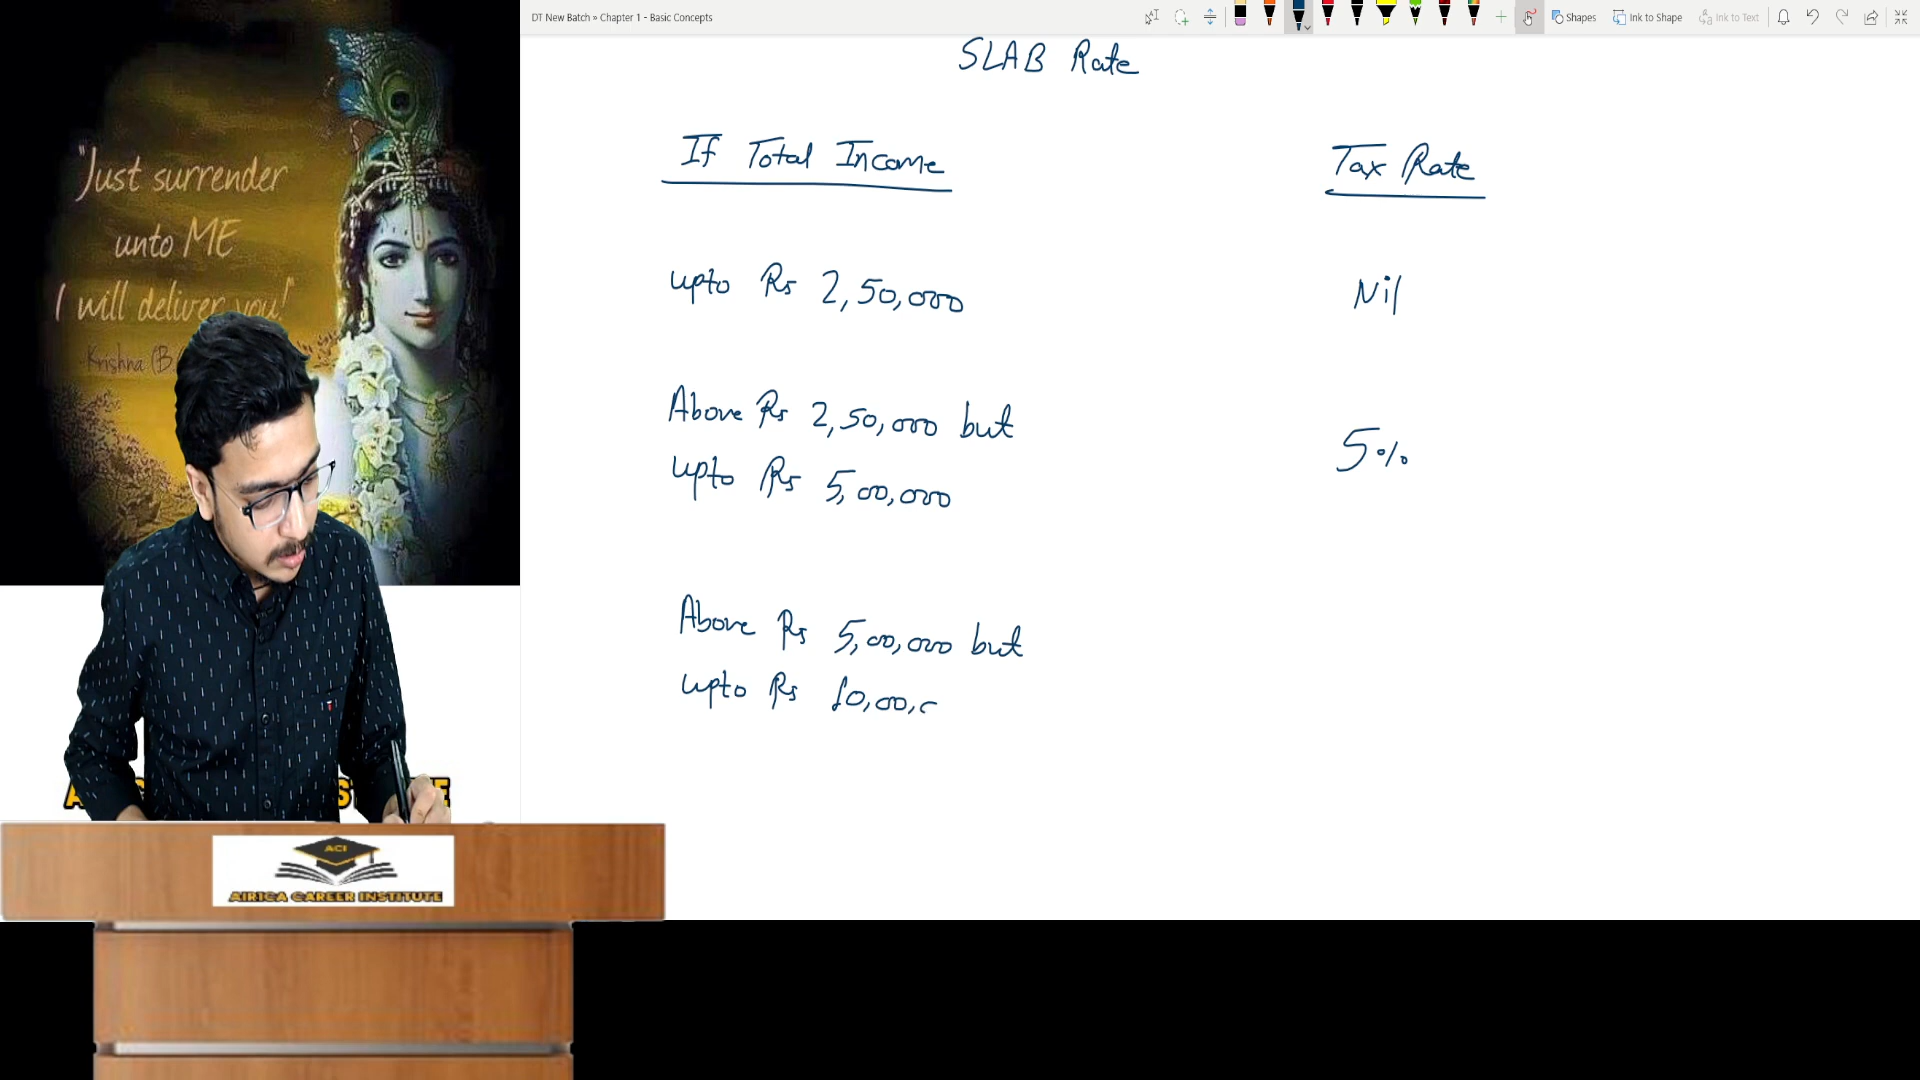 DT New Batch » Chapter 1 - Basic Concepts
Shapes
Ink to Shape
Ink to Text
SLAB Rate
If Total Income
Tax Rate
"Just surrender
unto ME
I will deliver you!"
Krishna (B.
upto Rs 2,50,000
Nil
Above Rs 2,50,000 but
upto Rs 5,00,000
5%
Above Rs 5,00,000 but
upto Rs 10,00,0
ACI
AIR1CA CAREER INSTITUTE